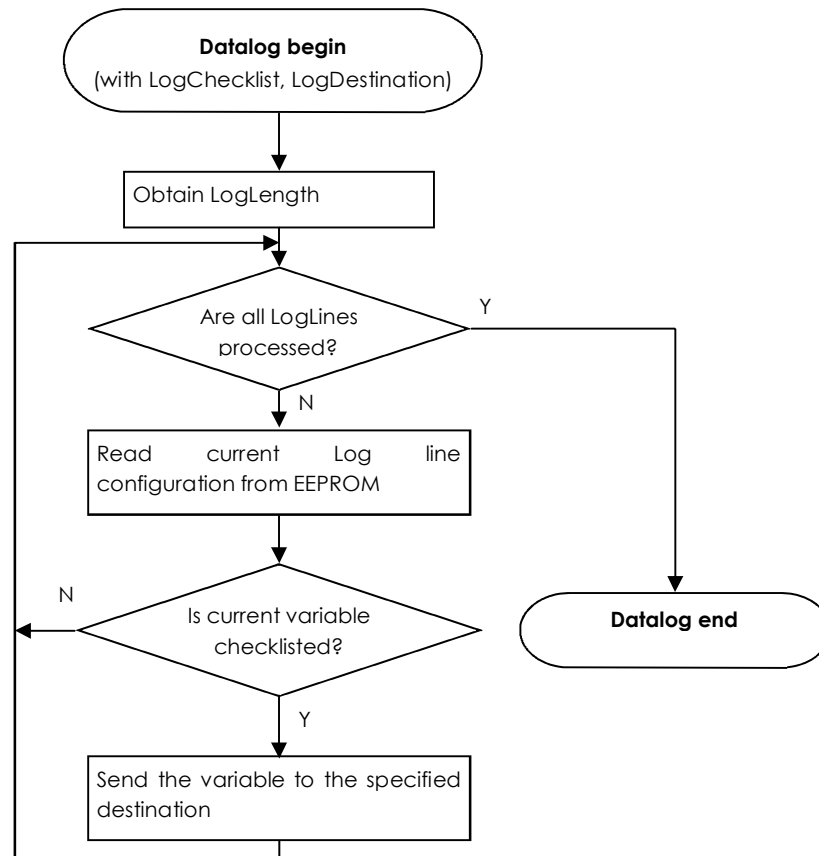 Datalog begin
(with LogChecklist, LogDestination)
Obtain LogLength
Are all LogLines
processed?
Y
N
Read current Log line
configuration from EEPROM
N
Is current variable
checklisted?
Datalog end
Y
Send the variable to the specified
destination